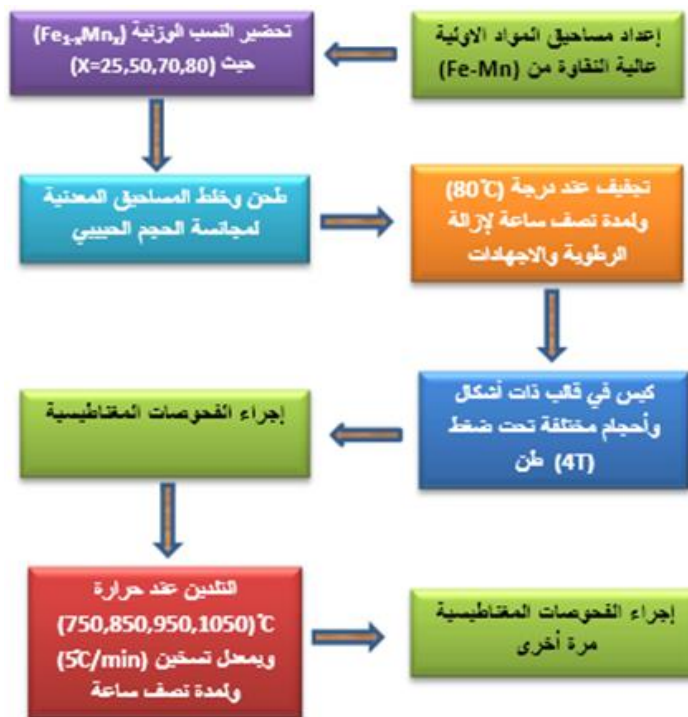 إعداد مساحيق المواد الاولية
عالية النقاوة من (Fe-Mn)
تحضير النسب الوزنية (Fe₁₋ₓMnₓ)
حيث (X=25,50,70,80)
طحن وخلط المساحيق المعدنية
لمجانسة الحجم الحبيبي
تجفيف عند درجة (80℃)
ولمدة نصف ساعة لإزالة
الرطوبة والاجهادات
كبس في قالب ذات أشكال
وأحجام مختلفة تحت ضغط
(4T) طن
إجراء الفحوصات المغناطيسية
التلدين عند حرارة
(750,850,950,1050)℃
وبمعدل تسخين (5℃/min)
ولمدة نصف ساعة
إجراء الفحوصات المغناطيسية
مرة أخرى